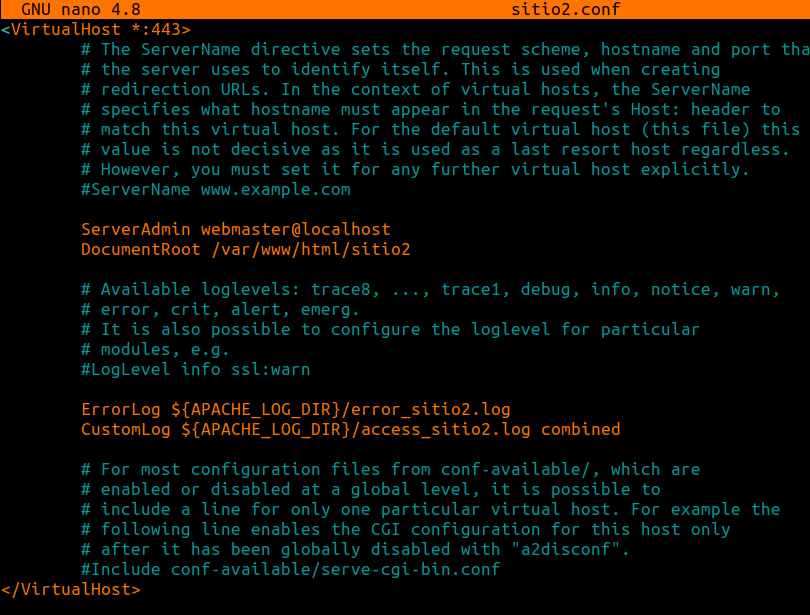 GNU nano 4.8 sitio2.conf
<VirtualHost *:443>
# The ServerName directive sets the request scheme, hostname and port tha
# the server uses to identify itself. This is used when creating
# redirection URLs. In the context of virtual hosts, the ServerName
# specifies what hostname must appear in the request's Host: header to
# match this virtual host. For the default virtual host (this file) this
# value is not decisive as it is used as a last resort host regardless.
# However, you must set it for any further virtual host explicitly.
#ServerName www.example.com
ServerAdmin webmaster@localhost
DocumentRoot /var/www/html/sitio2
# Available loglevels: trace8, ..., trace1, debug, info, notice, warn,
# error, crit, alert, emerg.
# It is also possible to configure the loglevel for particular
# modules, e.g.
#LogLevel info ssl:warn
ErrorLog ${APACHE_LOG_DIR}/error_sitio2.log
CustomLog ${APACHE_LOG_DIR}/access_sitio2.log combined
# For most configuration files from conf-available/, which are
# enabled or disabled at a global level, it is possible to
# include a line for only one particular virtual host. For example the
# following line enables the CGI configuration for this host only
# after it has been globally disabled with "a2disconf".
#Include conf-available/serve-cgi-bin.conf
</VirtualHost>